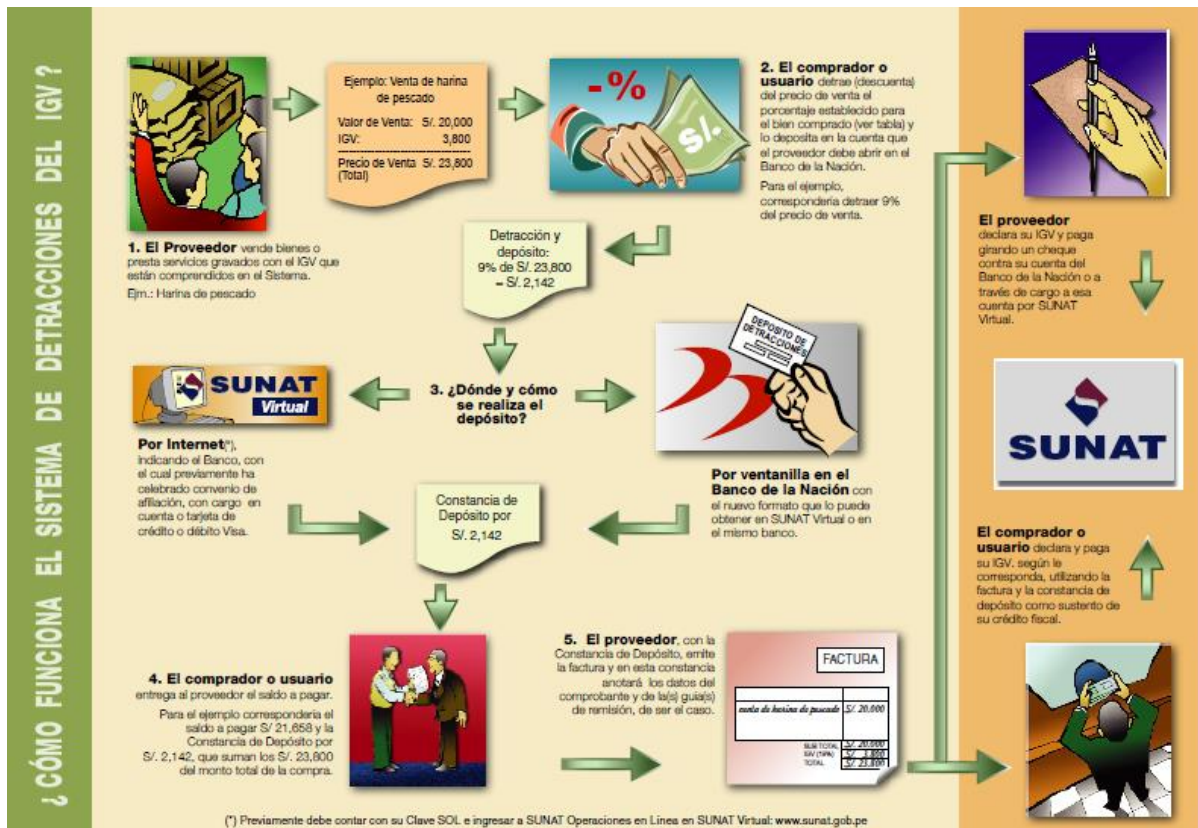 ¿CÓMO FUNCIONA EL SISTEMA DE DETRACCIONES DEL IGV?
1. El Proveedor vende bienes o
presta servicios gravados con el IGV que
están comprendidos en el Sistema.
Ejm.: Harina de pescado
Ejemplo: Venta de harina
de pescado
Valor de Venta: S/. 20,000
IGV: 3,800
Precio de Venta S/. 23,800
(Total)
-%
S/.
2. El comprador o
usuario detrae (descuenta)
del precio de venta el
porcentaje establecido para
el bien comprado (ver tabla) y
lo deposita en la cuenta que
el proveedor debe abrir en el
Banco de la Nación.
Para el ejemplo,
correspondería detraer 9%
del precio de venta.
Detracción y
depósito:
9% de S/. 23,800
= S/. 2,142
3. ¿Dónde y cómo
se realiza el
depósito?
SUNAT
Virtual
Por Internet(*),
indicando el Banco, con
el cual previamente ha
celebrado convenio de
afiliación, con cargo en
cuenta o tarjeta de
crédito o débito Visa.
DEPOSITO DE
DETRACCIONES
Por ventanilla en el
Banco de la Nación con
el nuevo formato que lo puede
obtener en SUNAT Virtual o en
el mismo banco.
Constancia de
Depósito por
S/. 2,142
4. El comprador o usuario
entrega al proveedor el saldo a pagar.
Para el ejemplo correspondería el
saldo a pagar S/ 21,658 y la
Constancia de Depósito por
S/. 2,142, que suman los S/. 23,800
del monto total de la compra.
5. El proveedor, con la
Constancia de Depósito, emite
la factura y en esta constancia
anotará los datos del
comprobante y de la(s) guía(s)
de remisión, de ser el caso.
FACTURA
venta de harina de pescado S/. 20,000
SUB TOTAL S/. 20,000
IGV (19%) S/. 3,800
TOTAL S/. 23,800
El proveedor
declara su IGV y paga
girando un cheque
contra su cuenta del
Banco de la Nación o a
través de cargo a esa
cuenta por SUNAT
Virtual.
SUNAT
El comprador o
usuario declara y paga
su IGV. según le
corresponda, utilizando la
factura y la constancia de
depósito como sustento de
su crédito fiscal.
(*) Previamente debe contar con su Clave SOL e ingresar a SUNAT Operaciones en Línea en SUNAT Virtual: www.sunat.gob.pe